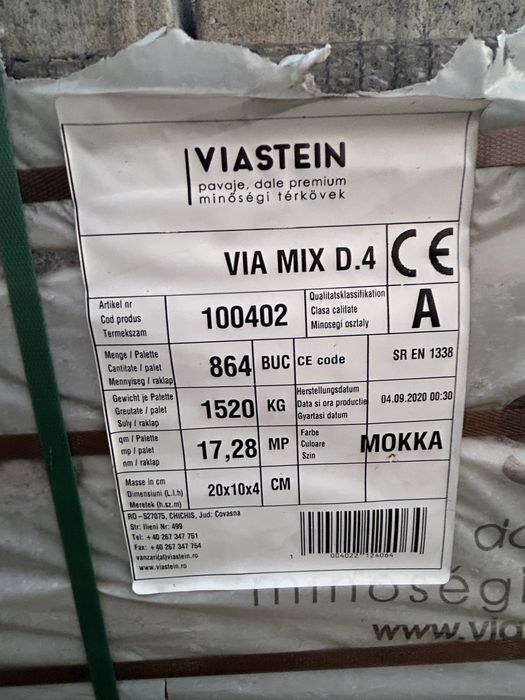 VIASTEIN
pavaje, dale premium
minőségi térkövek
VIA MIX D.4
CE
Artikel nr
Cod produs
Termekszam
100402
Qualitatsklassifikation
Clasa calitate
Minosegi osztaly
A
Menge / Palette
Cantitate / palet
Mennyiseg / raklap
864
BUC
CE code
SR EN 1338
Gewicht je Palette
Greutate / palet
Suly / raklap
1520
KG
Herstellungsdatum
Data si ora productie
Gyartasi datum
04.09.2020 00:30
qm / Palette
mp / palet
nm / raklap
17,28
MP
Farbe
Culoare
Szin
MOKKA
Masse in cm
Dimensiuni (L.l.h)
Meretek (h.sz.m)
20x10x4
CM
RO-527075, CHICHIS, Jud: Covasna
Str: Ilieni Nr: 499
Tel: +40 267 347 751
Fax: +40 267 347 754
vanzari(at)viastein.ro
www.viastein.ro
1 004022 124064
minőségi
www.via